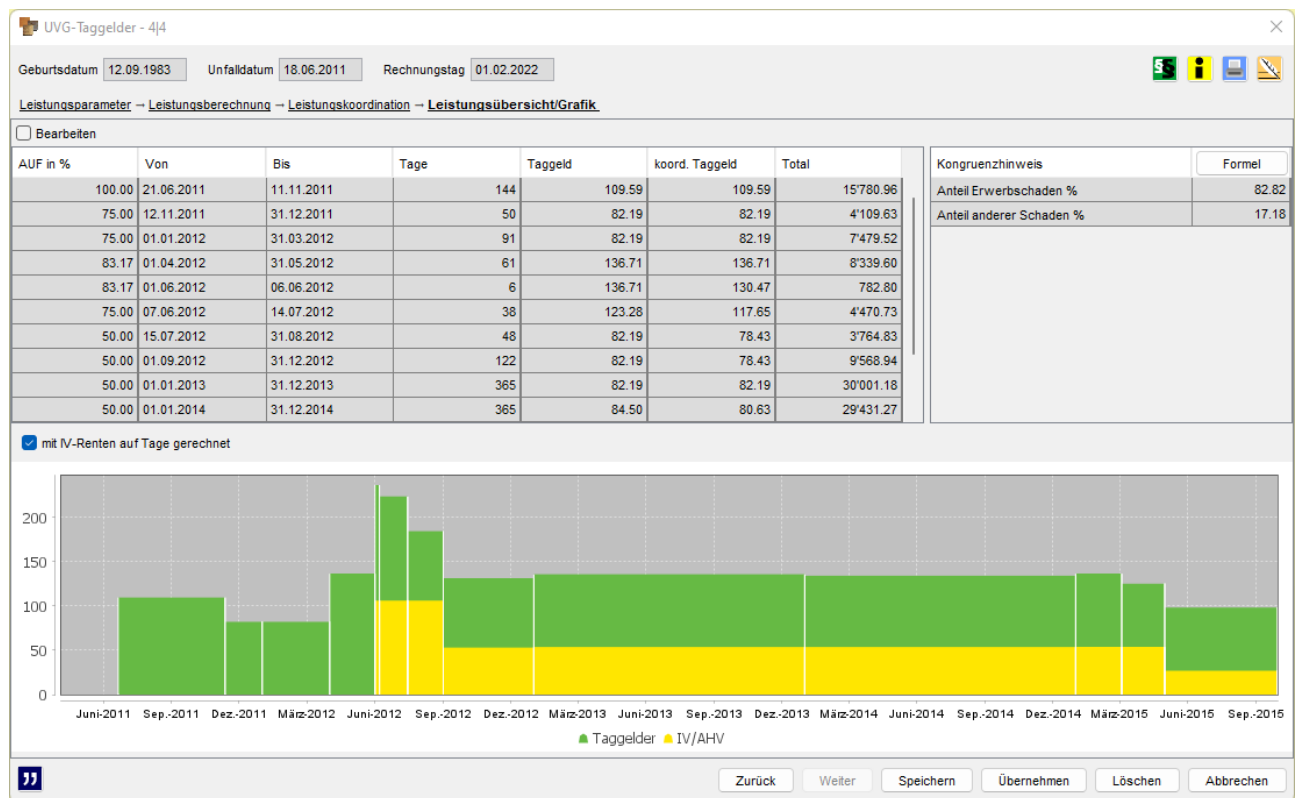 UVG-Taggelder - 4|4
Geburtsdatum 12.09.1983 Unfalldatum 18.06.2011 Rechnungstag 01.02.2022
Leistungsparameter → Leistungsberechnung → Leistungskoordination → Leistungsübersicht/Grafik
Bearbeiten
AUF in % Von Bis Tage Taggeld koord. Taggeld Total Kongruenzhinweis Formel
100.00 21.06.2011 11.11.2011 144 109.59 109.59 15'780.96 Anteil Erwerbschaden % 82.82
75.00 12.11.2011 31.12.2011 50 82.19 82.19 4'109.63 Anteil anderer Schaden % 17.18
75.00 01.01.2012 31.03.2012 91 82.19 82.19 7'479.52
83.17 01.04.2012 31.05.2012 61 136.71 136.71 8'339.60
83.17 01.06.2012 06.06.2012 6 136.71 130.47 782.80
75.00 07.06.2012 14.07.2012 38 123.28 117.65 4'470.73
50.00 15.07.2012 31.08.2012 48 82.19 78.43 3'764.83
50.00 01.09.2012 31.12.2012 122 82.19 78.43 9'568.94
50.00 01.01.2013 31.12.2013 365 82.19 82.19 30'001.18
50.00 01.01.2014 31.12.2014 365 84.50 80.63 29'431.27
mit IV-Renten auf Tage gerechnet
200
150
100
50
0
Juni-2011 Sep.-2011 Dez.-2011 März-2012 Juni-2012 Sep.-2012 Dez.-2012 März-2013 Juni-2013 Sep.-2013 Dez.-2013 März-2014 Juni-2014 Sep.-2014 Dez.-2014 März-2015 Juni-2015 Sep.-2015
Taggelder IV/AHV
Zurück Weiter Speichern Übernehmen Löschen Abbrechen